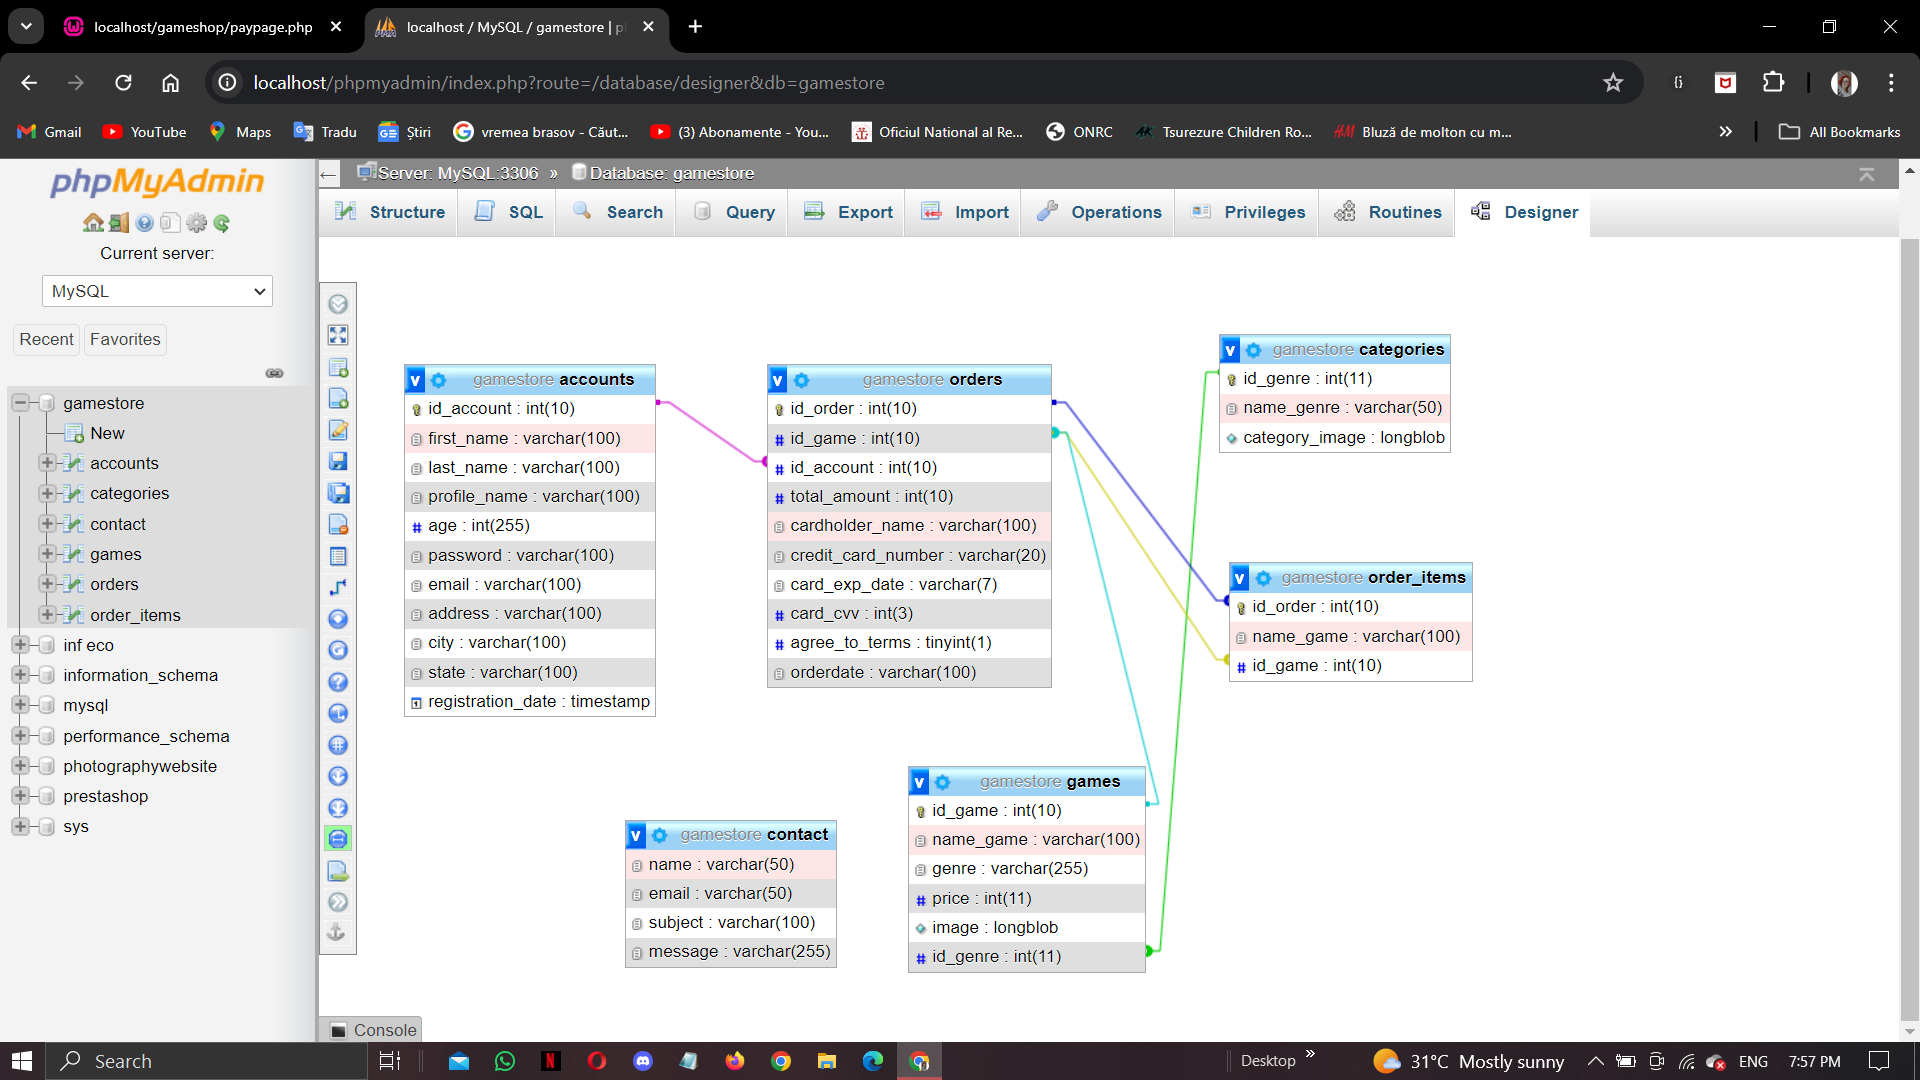 localhost/gameshop/paypage.php
localhost / MySQL / gamestore | p
localhost/phpmyadmin/index.php?route=/database/designer&db=gamestore
Gmail
YouTube
Maps
Tradu
Știri
vremea brasov - Căut...
(3) Abonamente - You...
Oficiul National al Re...
ONRC
Tsurezure Children Ro...
Bluză de molton cu m...
»
All Bookmarks
phpMyAdmin
Current server:
MySQL
Recent
Favorites
gamestore
New
accounts
categories
contact
games
orders
order_items
inf eco
information_schema
mysql
performance_schema
photographywebsite
prestashop
sys
Server: MySQL:3306 » Database: gamestore
Structure
SQL
Search
Query
Export
Import
Operations
Privileges
Routines
Designer
v gamestore accounts
id_account : int(10)
first_name : varchar(100)
last_name : varchar(100)
profile_name : varchar(100)
# age : int(255)
password : varchar(100)
email : varchar(100)
address : varchar(100)
city : varchar(100)
state : varchar(100)
registration_date : timestamp
v gamestore orders
id_order : int(10)
# id_game : int(10)
# id_account : int(10)
# total_amount : int(10)
cardholder_name : varchar(100)
credit_card_number : varchar(20)
card_exp_date : varchar(7)
# card_cvv : int(3)
# agree_to_terms : tinyint(1)
orderdate : varchar(100)
v gamestore categories
id_genre : int(11)
name_genre : varchar(50)
category_image : longblob
v gamestore order_items
id_order : int(10)
name_game : varchar(100)
# id_game : int(10)
v gamestore games
id_game : int(10)
name_game : varchar(100)
genre : varchar(255)
# price : int(11)
image : longblob
# id_genre : int(11)
v gamestore contact
name : varchar(50)
email : varchar(50)
subject : varchar(100)
message : varchar(255)
Console
Search
Desktop »
31°C Mostly sunny
ENG
7:57 PM